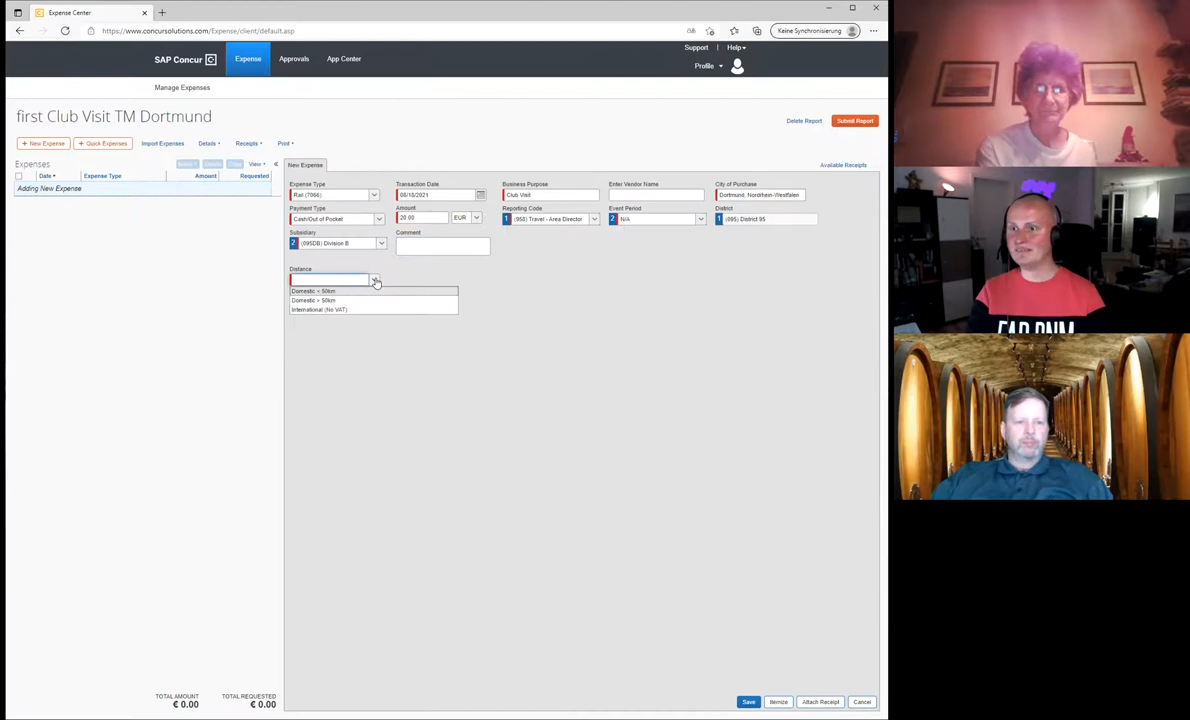 Expense Center
https://www.concursolutions.com/Expense/client/default.asp
Keine Synchronisierung
SAP Concur C
Expense
Approvals
App Center
Support | Help
Profile
Manage Expenses
first Club Visit TM Dortmund
Delete Report
Submit Report
+ New Expense
+ Quick Expenses
Import Expenses
Details
Receipts
Print
Expenses
View
Date
Expense Type
Amount
Requested
Adding New Expense
New Expense
Available Receipts
Expense Type
Transaction Date
Business Purpose
Enter Vendor Name
City of Purchase
Rail (7066)
08/18/2021
Club Visit
Dortmund, Nordrhein-Westfalen
Payment Type
Amount
Reporting Code
Event Period
District
Cash/Out of Pocket
20.00
EUR
1 (958) Travel - Area Director
2 N/A
1 (095) District 95
Subsidiary
Comment
2 (095DB) Division B
Distance
Domestic < 50km
Domestic > 50km
International (No VAT)
TOTAL AMOUNT
€ 0.00
TOTAL REQUESTED
€ 0.00
Save
Itemize
Attach Receipt
Cancel